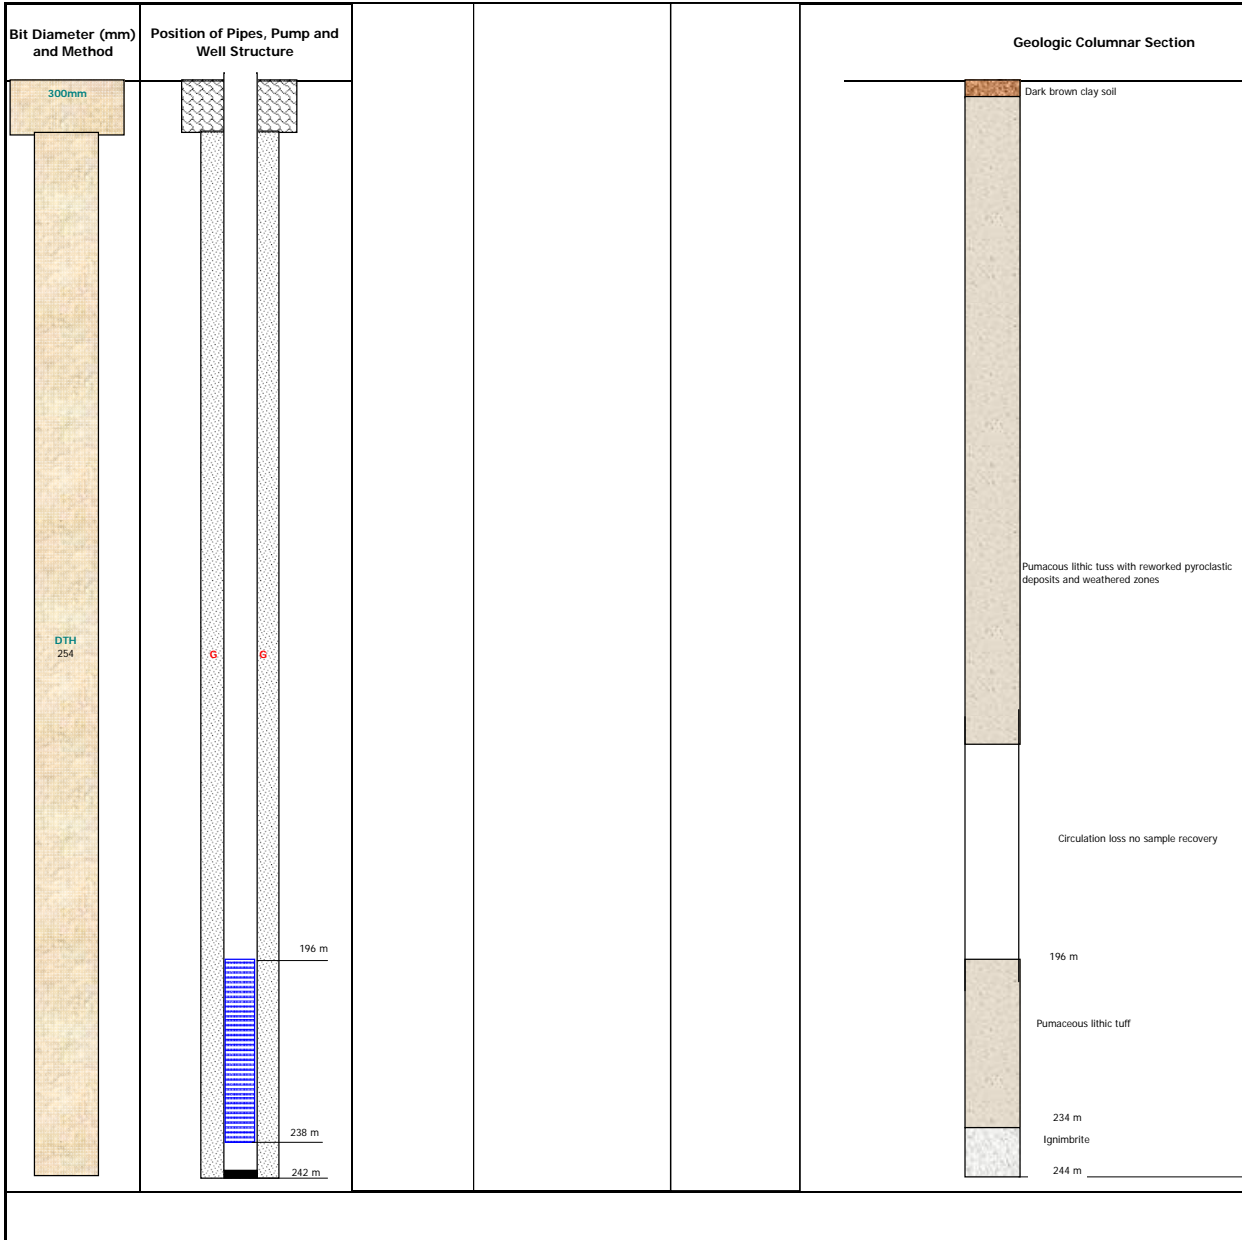 Bit Diameter (mm)
and Method
Position of Pipes, Pump and
Well Structure
Geologic Columnar Section
300mm
Dark brown clay soil
Pumacous lithic tuss with reworked pyroclastic
deposits and weathered zones
DTH
254
G G
Circulation loss no sample recovery
196 m
196 m
Pumaceous lithic tuff
234 m
238 m
Ignimbrite
242 m
244 m